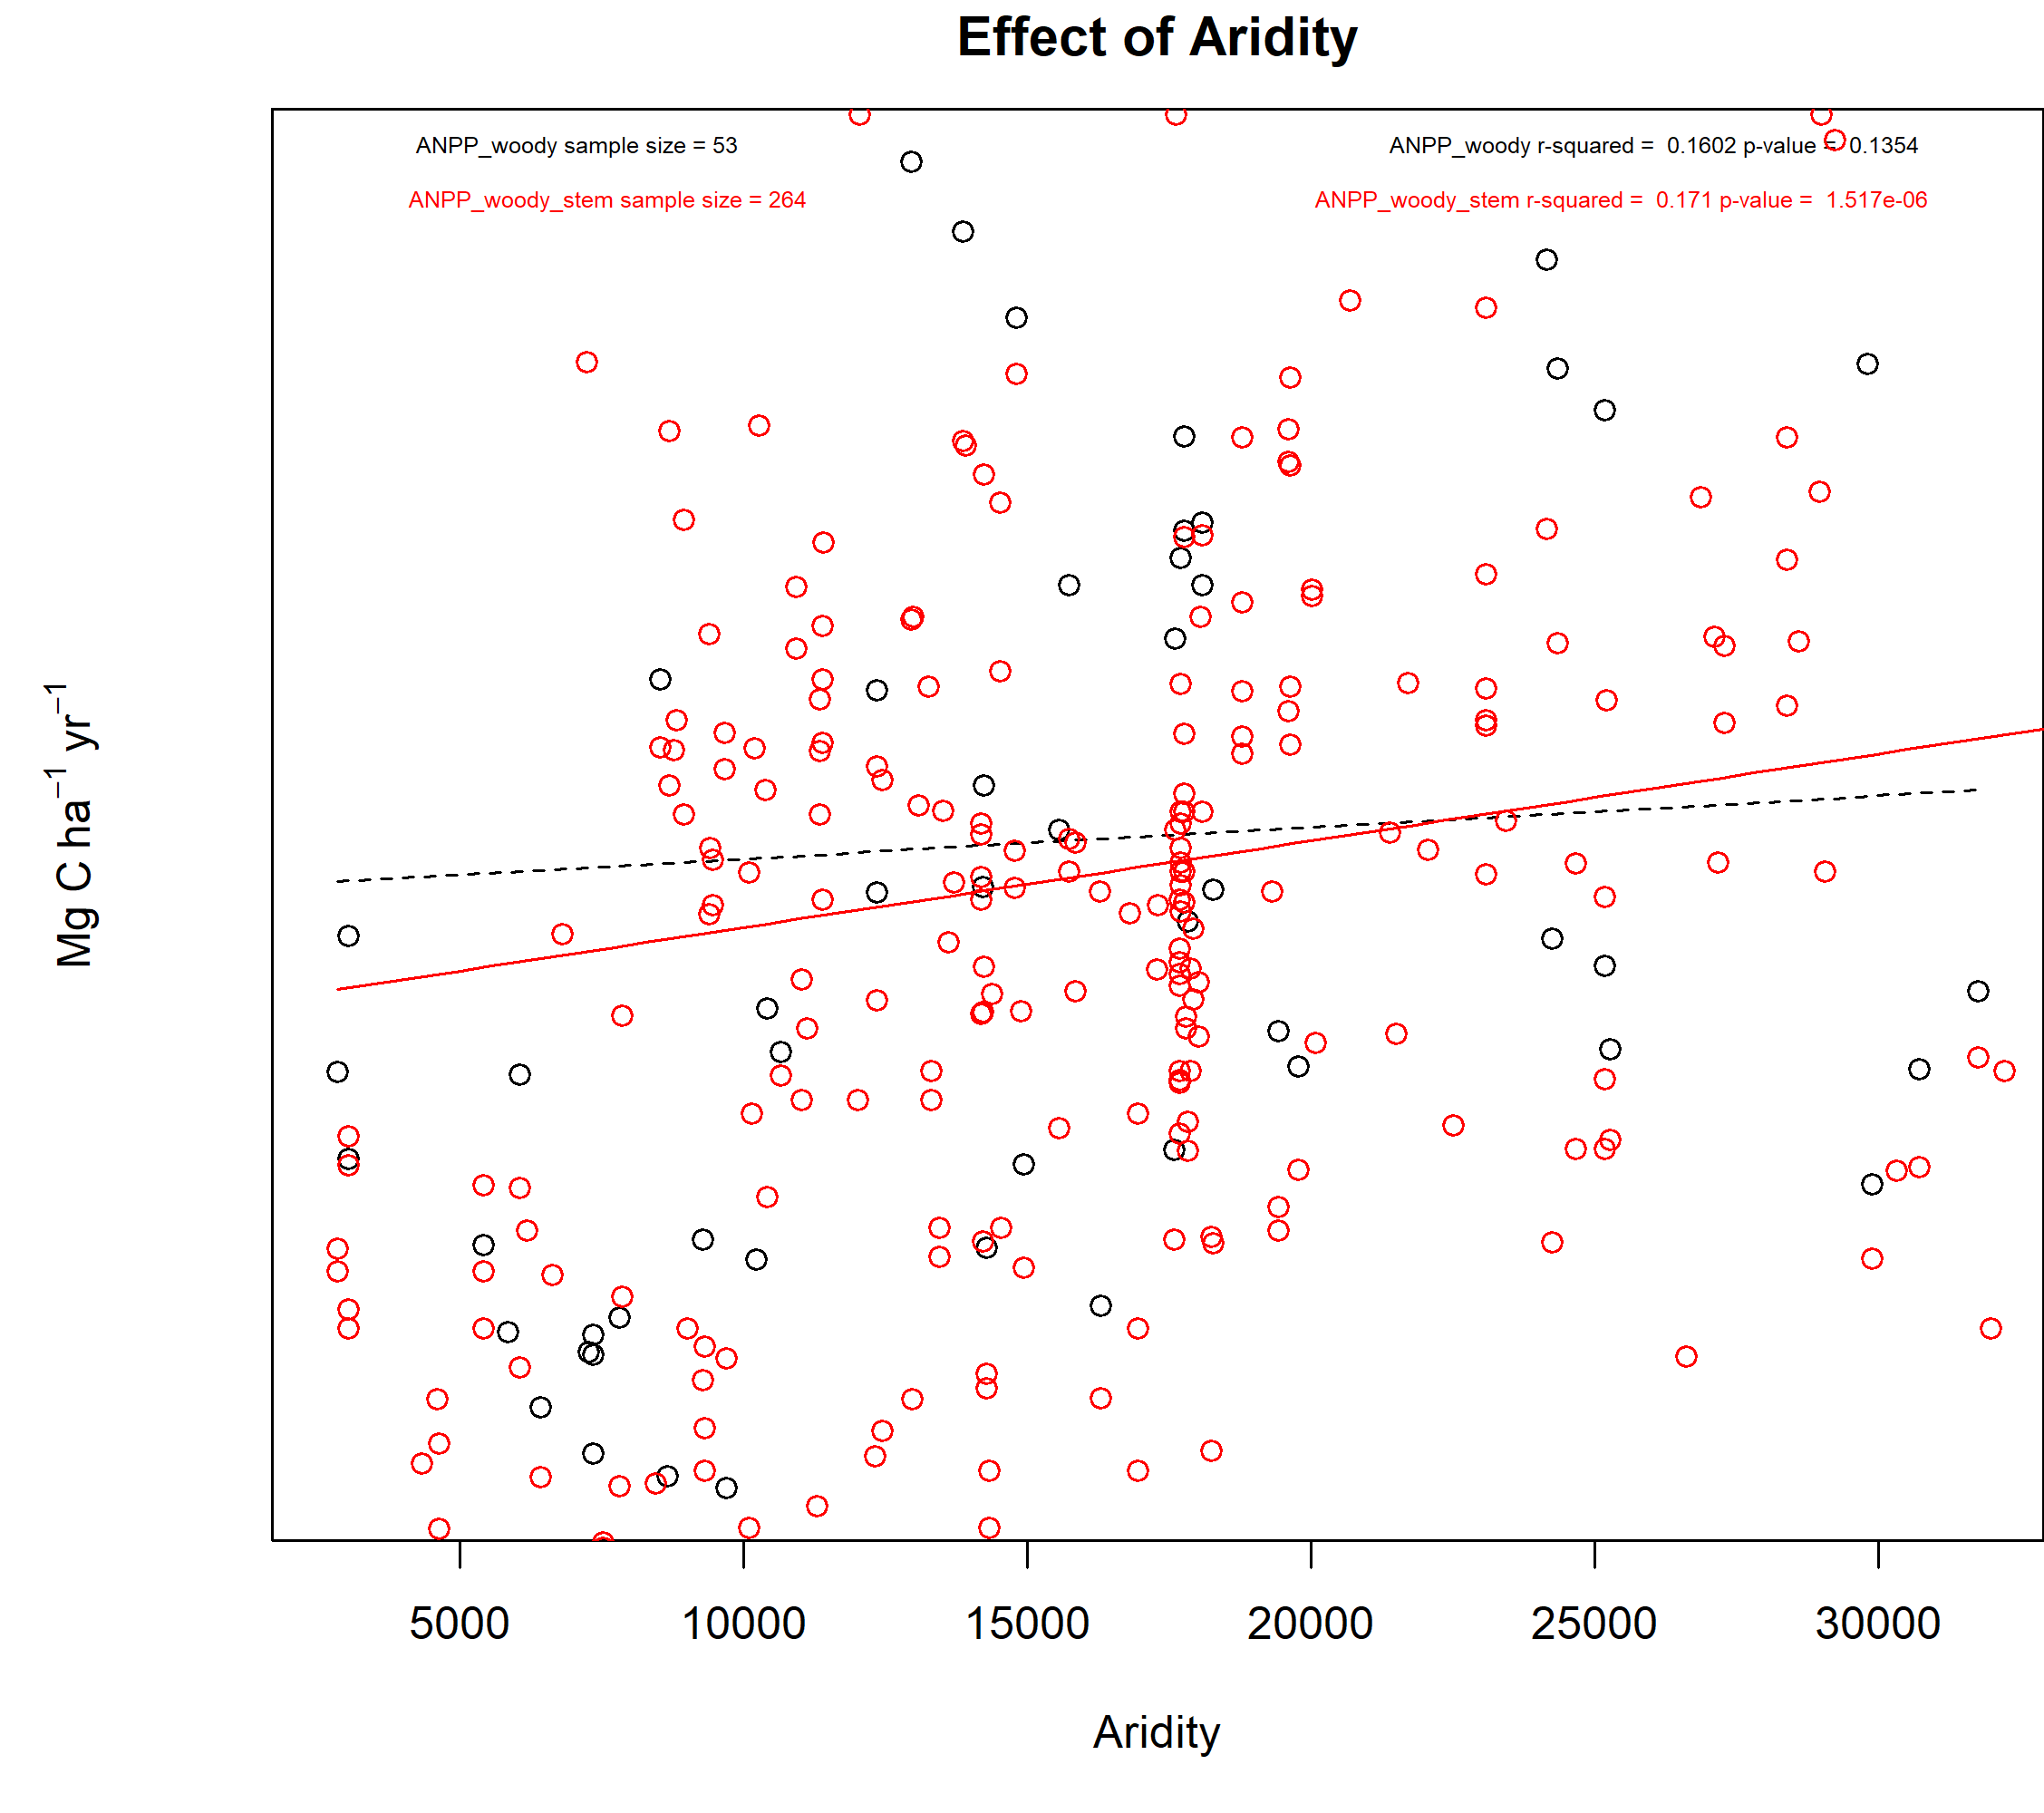 Effect of Aridity
ANPP_woody sample size = 53
ANPP_woody r-squared =  0.1602 p-value =  0.1354
ANPP_woody_stem sample size = 264
ANPP_woody_stem r-squared =  0.171 p-value =  1.517e-06
Mg C ha⁻¹ yr⁻¹
5000 10000 15000 20000 25000 30000
Aridity